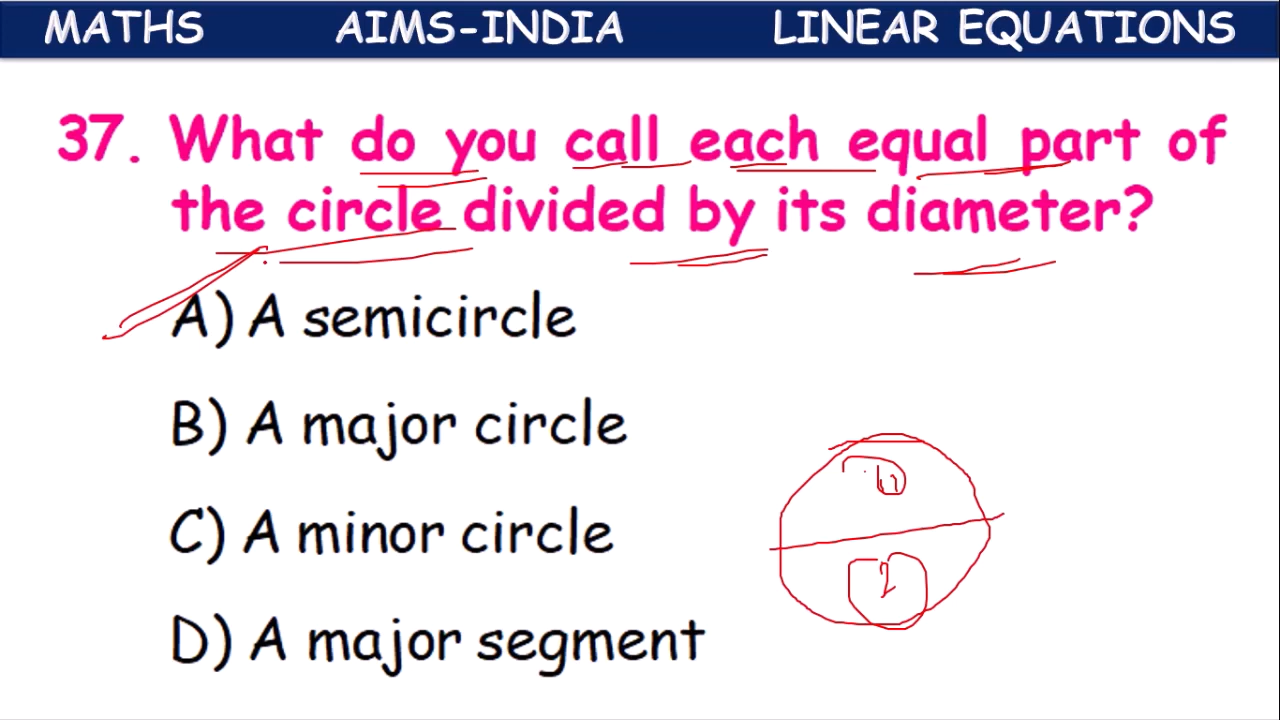 MATHS AIMS-INDIA LINEAR EQUATIONS
37. What do you call each equal part of
the circle divided by its diameter?
A) A semicircle
B) A major circle
C) A minor circle
D) A major segment
2